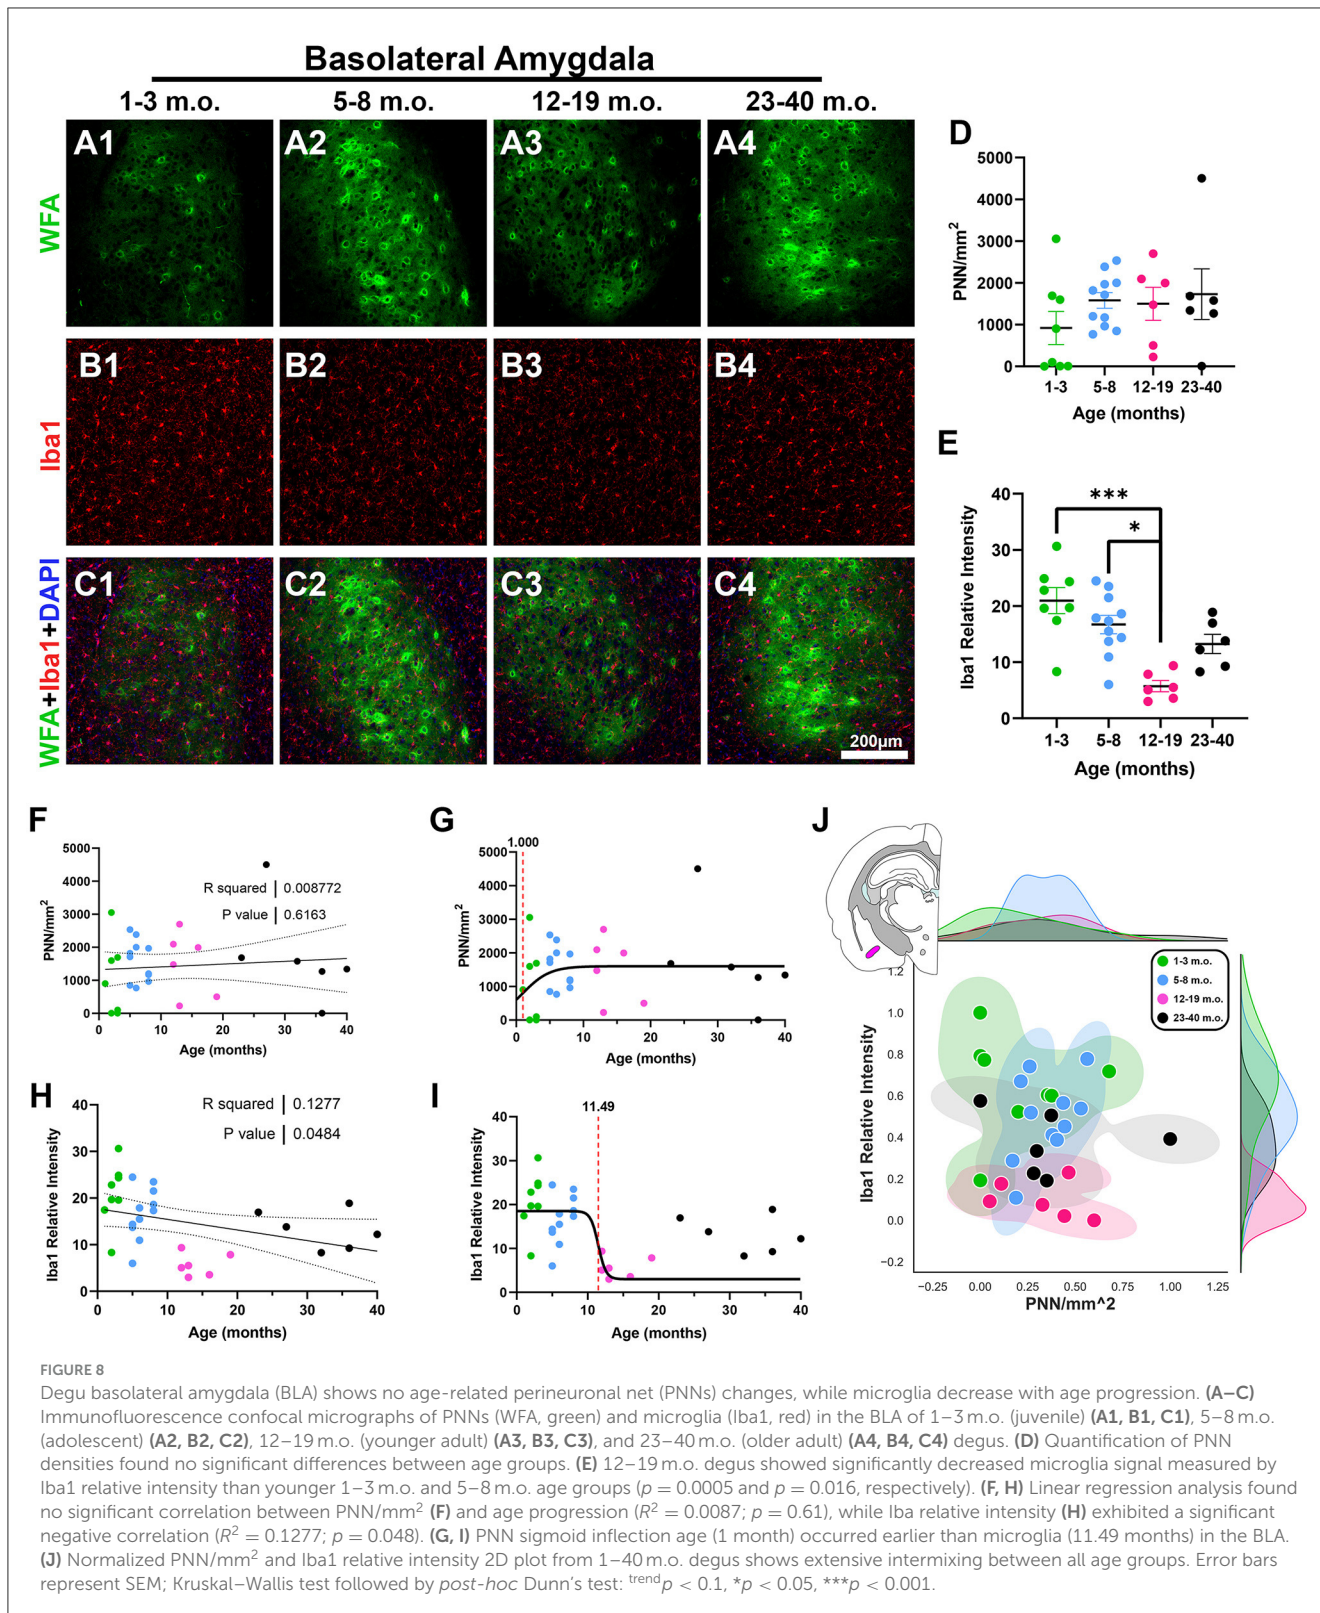 Basolateral Amygdala
1-3 m.o. 5-8 m.o. 12-19 m.o. 23-40 m.o.
WFA
A1 A2 A3 A4
Iba1
B1 B2 B3 B4
WFA+Iba1+DAPI
C1 C2 C3 C4
200µm
D
PNN/mm²
5000
4000
3000
2000
1000
0
1-3 5-8 12-19 23-40
Age (months)
E
Iba1 Relative Intensity
40
30
20
10
0
***
*
1-3 5-8 12-19 23-40
Age (months)
F
PNN/mm²
5000
4000
3000
2000
1000
0
R squared 0.008772
P value 0.6163
0 10 20 30 40
Age (months)
G
1.000
PNN/mm²
5000
4000
3000
2000
1000
0
0 10 20 30 40
Age (months)
H
Iba1 Relative Intensity
40
30
20
10
0
R squared 0.1277
P value 0.0484
0 10 20 30 40
Age (months)
I
11.49
Iba1 Relative Intensity
40
30
20
10
0
0 10 20 30 40
Age (months)
J
1-3 m.o.
5-8 m.o.
12-19 m.o.
23-40 m.o.
Iba1 Relative Intensity
1.2
1.0
0.8
0.6
0.4
0.2
0.0
−0.2
−0.25 0.00 0.25 0.50 0.75 1.00 1.25
PNN/mm^2
FIGURE 8
Degu basolateral amygdala (BLA) shows no age-related perineuronal net (PNNs) changes, while microglia decrease with age progression. (A–C)
Immunofluorescence confocal micrographs of PNNs (WFA, green) and microglia (Iba1, red) in the BLA of 1–3 m.o. (juvenile) (A1, B1, C1), 5–8 m.o.
(adolescent) (A2, B2, C2), 12–19 m.o. (younger adult) (A3, B3, C3), and 23–40 m.o. (older adult) (A4, B4, C4) degus. (D) Quantification of PNN
densities found no significant differences between age groups. (E) 12–19 m.o. degus showed significantly decreased microglia signal measured by
Iba1 relative intensity than younger 1–3 m.o. and 5–8 m.o. age groups (p = 0.0005 and p = 0.016, respectively). (F, H) Linear regression analysis found
no significant correlation between PNN/mm² (F) and age progression (R² = 0.0087; p = 0.61), while Iba relative intensity (H) exhibited a significant
negative correlation (R² = 0.1277; p = 0.048). (G, I) PNN sigmoid inflection age (1 month) occurred earlier than microglia (11.49 months) in the BLA.
(J) Normalized PNN/mm² and Iba1 relative intensity 2D plot from 1–40 m.o. degus shows extensive intermixing between all age groups. Error bars
represent SEM; Kruskal–Wallis test followed by post-hoc Dunn's test: trend p < 0.1, *p < 0.05, ***p < 0.001.